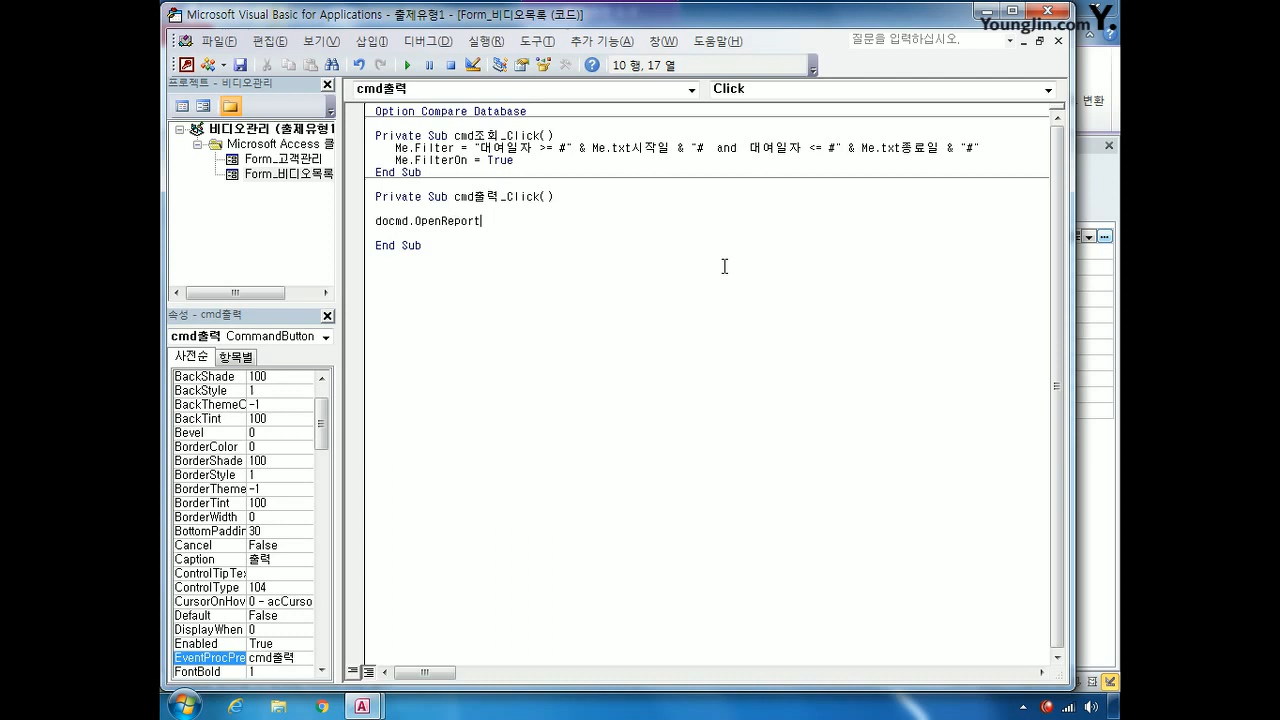 Microsoft Visual Basic for Applications - 출제유형1 - [Form_비디오목록 (코드)]
Younglin.com Y.
파일(F) 편집(E) 보기(V) 삽입(I) 디버그(D) 실행(R) 도구(T) 추가 기능(A) 창(W) 도움말(H) 질문을 입력하십시오.
10 행, 17 열
프로젝트 - 비디오관리
cmd출력 Click
변환
비디오관리 (출제유형1
Microsoft Access 클
Form_고객관리
Form_비디오목록
Option Compare Database
Private Sub cmd조회_Click()
Me.Filter = "대여일자 >= #" & Me.txt시작일 & "# and 대여일자 <= #" & Me.txt종료일 & "#"
Me.FilterOn = True
End Sub
Private Sub cmd출력_Click()
docmd.OpenReport
End Sub
속성 - cmd출력
cmd출력 CommandButton
사전순 항목별
BackShade 100
BackStyle 1
BackThemeC -1
BackTint 100
Bevel 0
BorderColor 0
BorderShade 100
BorderStyle 1
BorderTheme -1
BorderTint 100
BorderWidth 0
BottomPaddin 30
Cancel False
Caption 출력
ControlTipTex
ControlType 104
CursorOnHov 0 - acCurso
Default False
DisplayWhen 0
Enabled True
EventProcPre cmd출력
FontBold 1